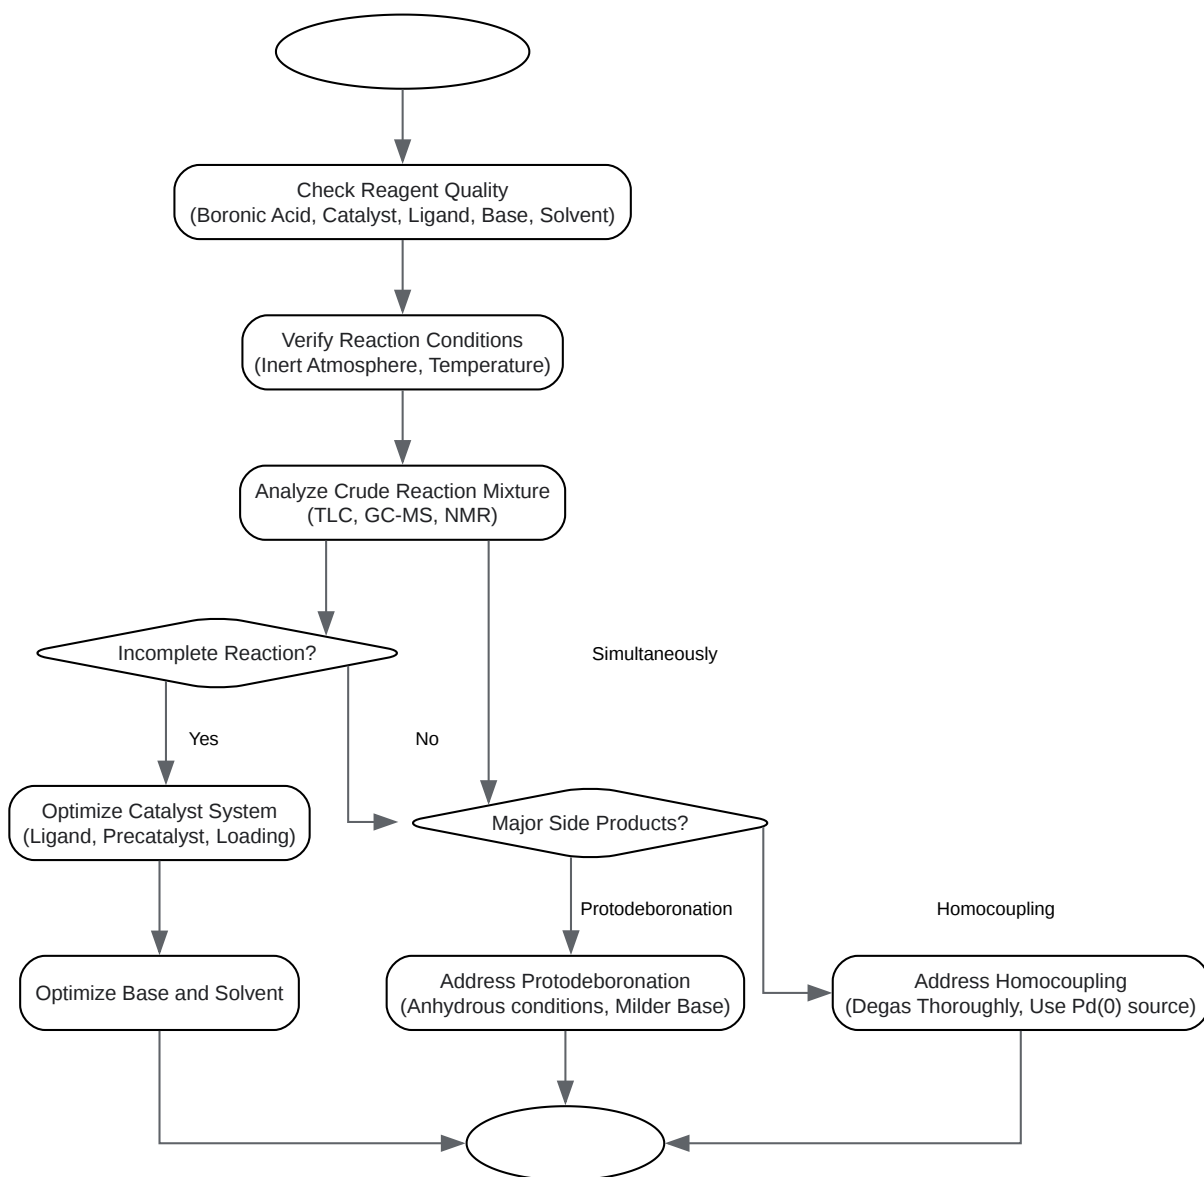 Check Reagent Quality
(Boronic Acid, Catalyst, Ligand, Base, Solvent)
Verify Reaction Conditions
(Inert Atmosphere, Temperature)
Analyze Crude Reaction Mixture
(TLC, GC-MS, NMR)
Incomplete Reaction?
Simultaneously
Yes
No
Optimize Catalyst System
(Ligand, Precatalyst, Loading)
Major Side Products?
Protodeboronation
Homocoupling
Optimize Base and Solvent
Address Protodeboronation
(Anhydrous conditions, Milder Base)
Address Homocoupling
(Degas Thoroughly, Use Pd(0) source)